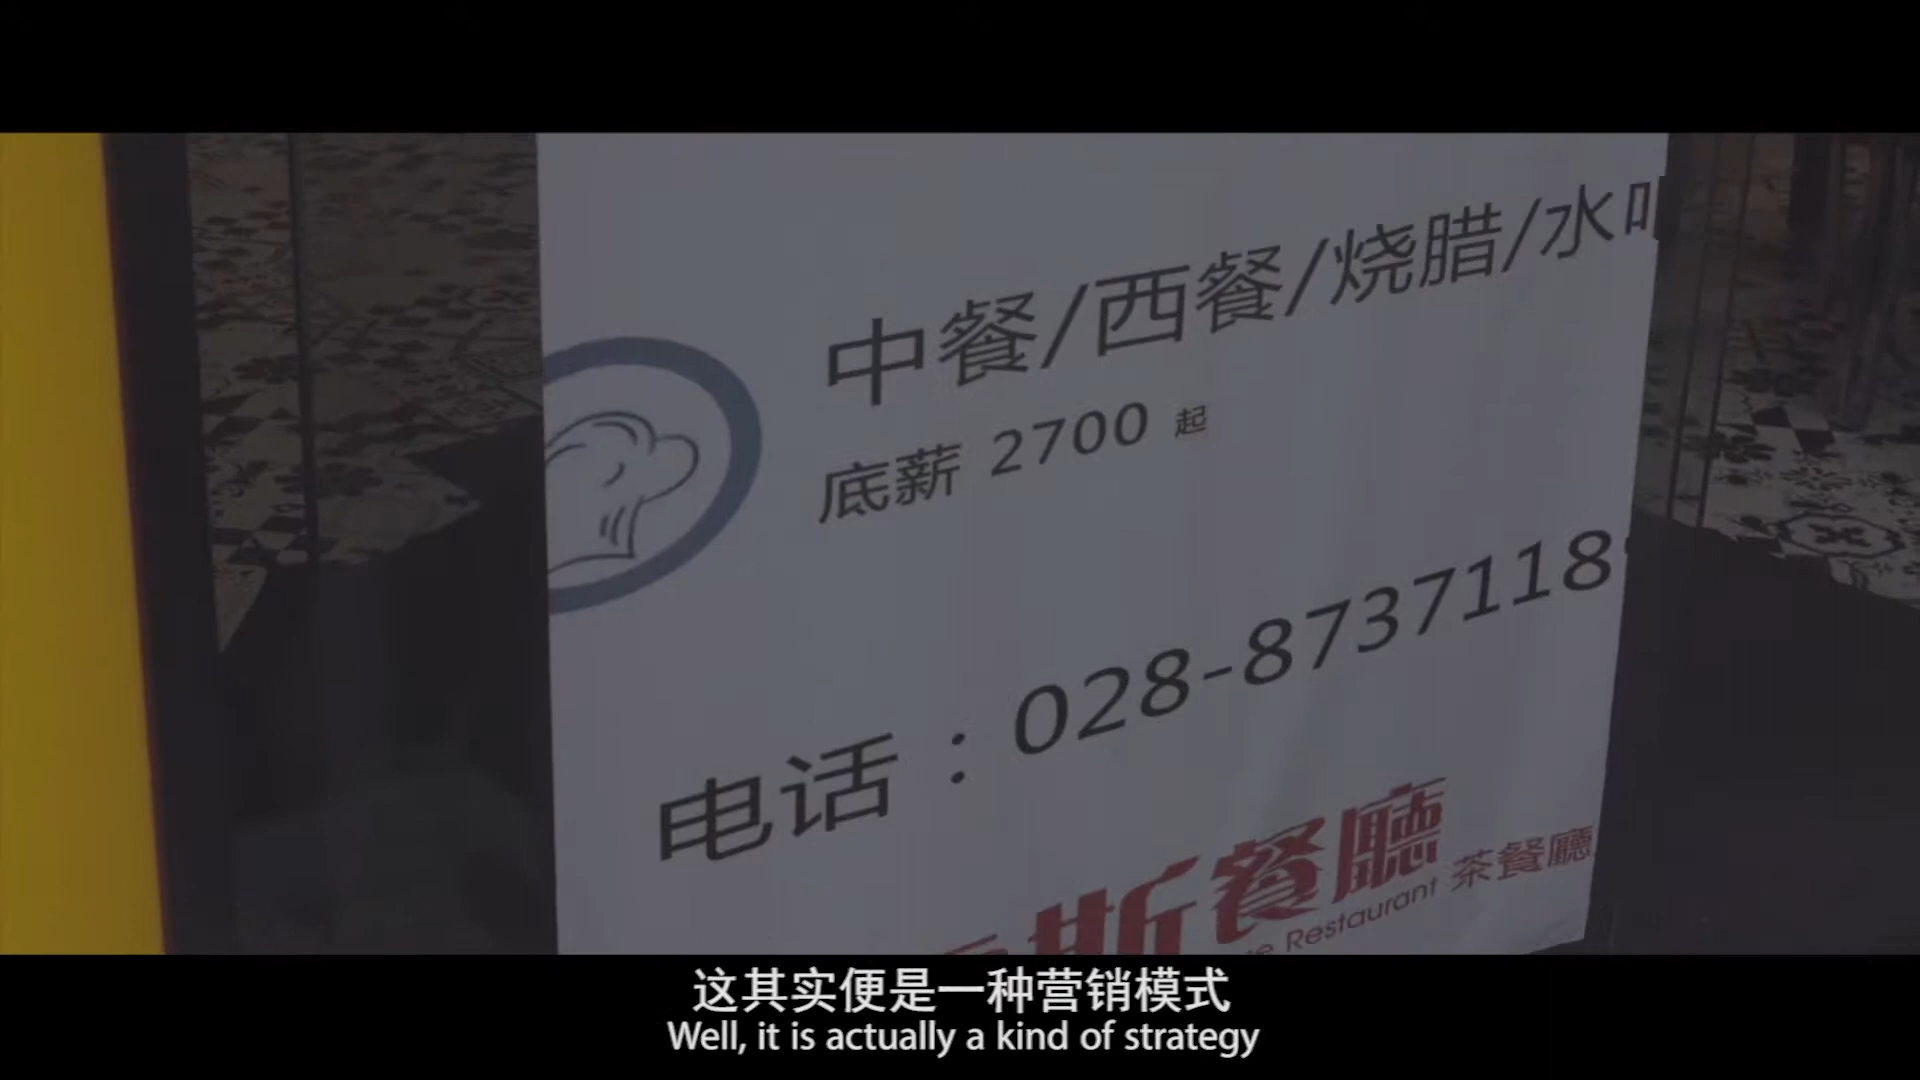 中餐/西餐/烧腊/水吧
底薪 2700 起
电话：028-8737118
斯餐廳
Restaurant 茶餐廳
这其实便是一种营销模式
Well, it is actually a kind of strategy